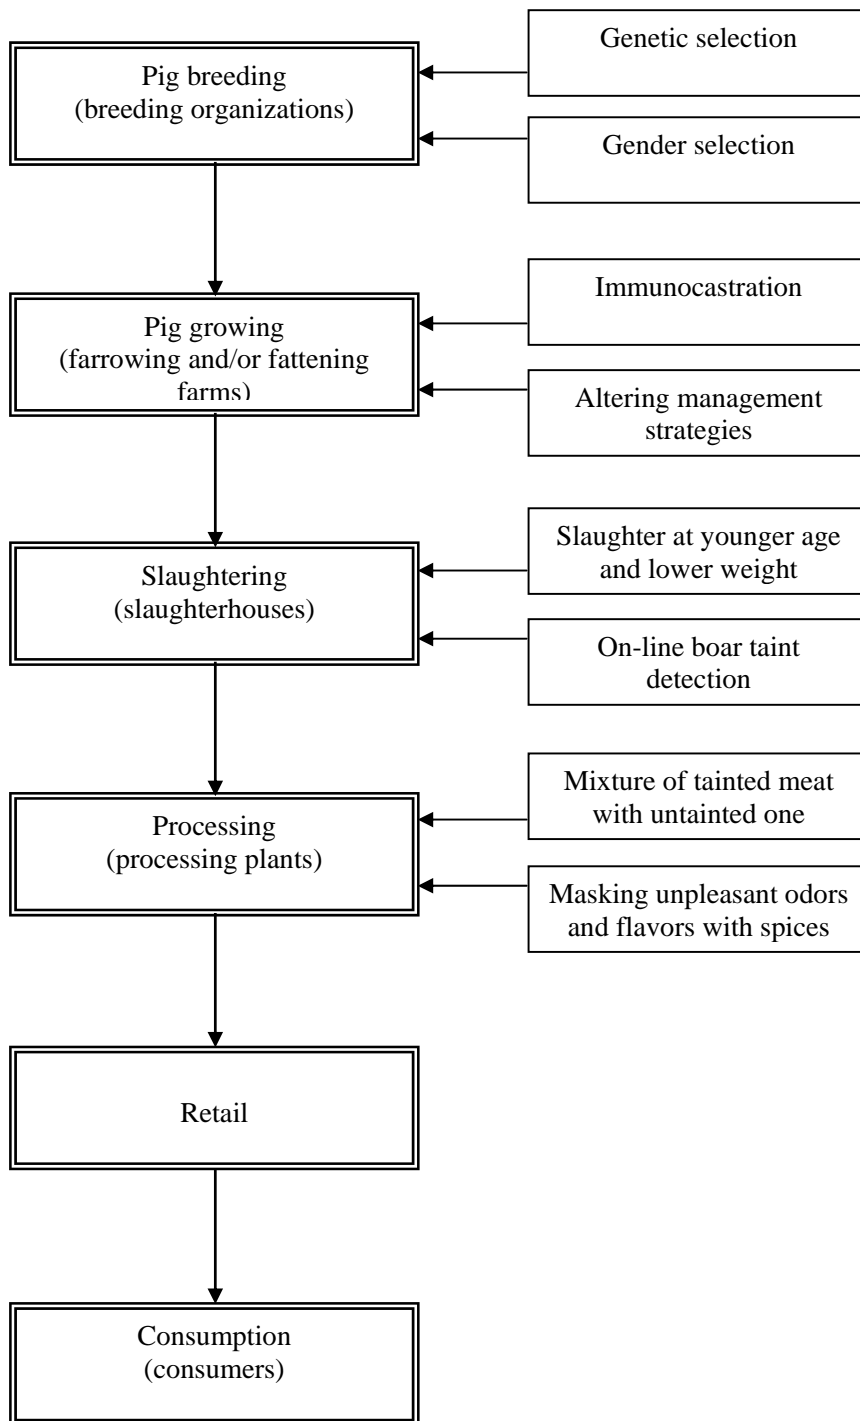 Pig breeding
(breeding organizations)
Genetic selection
Gender selection
Pig growing
(farrowing and/or fattening
farms)
Immunocastration
Altering management
strategies
Slaughtering
(slaughterhouses)
Slaughter at younger age
and lower weight
On-line boar taint
detection
Processing
(processing plants)
Mixture of tainted meat
with untainted one
Masking unpleasant odors
and flavors with spices
Retail
Consumption
(consumers)